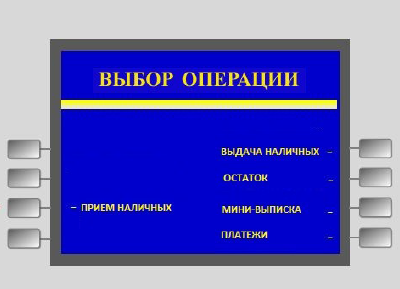 ВЫБОР ОПЕРАЦИИ
ВЫДАЧА НАЛИЧНЫХ –
ОСТАТОК –
– ПРИЕМ НАЛИЧНЫХ
МИНИ-ВЫПИСКА –
ПЛАТЕЖИ –